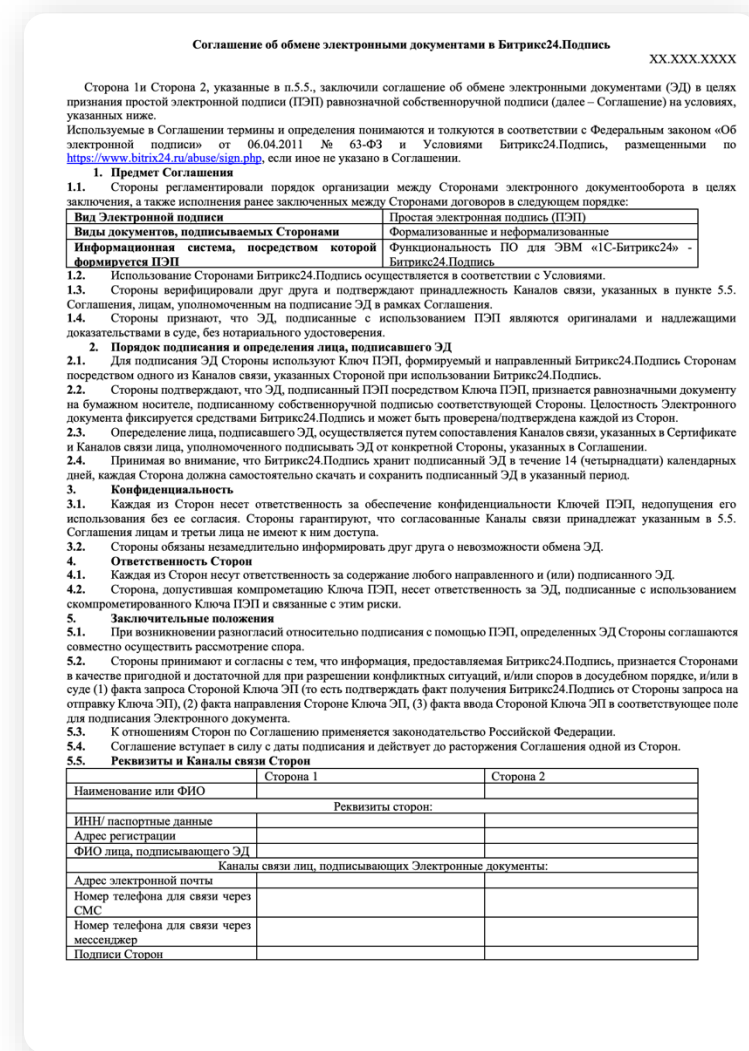 Соглашение об обмене электронными документами в Битрикс24.Подпись
XX.XXX.XXXX
Сторона 1и Сторона 2, указанные в п.5.5., заключили соглашение об обмене электронными документами (ЭД) в целях
признания простой электронной подписи (ПЭП) равнозначной собственноручной подписи (далее – Соглашение) на условиях,
указанных ниже.
Используемые в Соглашении термины и определения понимаются и толкуются в соответствии с Федеральным законом «Об
электронной подписи» от 06.04.2011 № 63-ФЗ и Условиями Битрикс24.Подпись, размещенными по
https://www.bitrix24.ru/abuse/sign.php, если иное не указано в Соглашении.
1. Предмет Соглашения
1.1. Стороны регламентировали порядок организации между Сторонами электронного документооборота в целях
заключения, а также исполнения ранее заключенных между Сторонами договоров в следующем порядке:
Вид Электронной подписи Простая электронная подпись (ПЭП)
Виды документов, подписываемых Сторонами Формализованные и неформализованные
Информационная система, посредством которой Функциональность ПО для ЭВМ «1С-Битрикс24» -
формируется ПЭП Битрикс24.Подпись
1.2. Использование Сторонами Битрикс24.Подпись осуществляется в соответствии с Условиями.
1.3. Стороны верифицировали друг друга и подтверждают принадлежность Каналов связи, указанных в пункте 5.5.
Соглашения, лицам, уполномоченным на подписание ЭД в рамках Соглашения.
1.4. Стороны признают, что ЭД, подписанные с использованием ПЭП являются оригиналами и надлежащими
доказательствами в суде, без нотариального удостоверения.
2. Порядок подписания и определения лица, подписавшего ЭД
2.1. Для подписания ЭД Стороны используют Ключ ПЭП, формируемый и направленный Битрикс24.Подпись Сторонам
посредством одного из Каналов связи, указанных Стороной при использовании Битрикс24.Подпись.
2.2. Стороны подтверждают, что ЭД, подписанный ПЭП посредством Ключа ПЭП, признается равнозначными документу
на бумажном носителе, подписанному собственноручной подписью соответствующей Стороны. Целостность Электронного
документа фиксируется средствами Битрикс24.Подпись и может быть проверена/подтверждена каждой из Сторон.
2.3. Опеределение лица, подписавшего ЭД, осуществляется путем сопоставления Каналов связи, указанных в Сертификате
и Каналов связи лица, уполномоченного подписывать ЭД от конкретной Стороны, указанных в Соглашении.
2.4. Принимая во внимание, что Битрикс24.Подпись хранит подписанный ЭД в течение 14 (четырнадцати) календарных
дней, каждая Сторона должна самостоятельно скачать и сохранить подписанный ЭД в указанный период.
3. Конфиденциальность
3.1. Каждая из Сторон несет ответственность за обеспечение конфиденциальности Ключей ПЭП, недопущения его
использования без ее согласия. Стороны гарантируют, что согласованные Каналы связи принадлежат указанным в 5.5.
Соглашения лицам и третьи лица не имеют к ним доступа.
3.2. Стороны обязаны незамедлительно информировать друг друга о невозможности обмена ЭД.
4. Ответственность Сторон
4.1. Каждая из Сторон несут ответственность за содержание любого направленного и (или) подписанного ЭД.
4.2. Сторона, допустившая компрометацию Ключа ПЭП, несет ответственность за ЭД, подписанные с использованием
скомпрометированного Ключа ПЭП и связанные с этим риски.
5. Заключительные положения
5.1. При возникновении разногласий относительно подписания с помощью ПЭП, определенных ЭД Стороны соглашаются
совместно осуществить рассмотрение спора.
5.2. Стороны принимают и согласны с тем, что информация, предоставляемая Битрикс24.Подпись, признается Сторонами
в качестве пригодной и достаточной для при разрешении конфликтных ситуаций, и/или споров в досудебном порядке, и/или в
суде (1) факта запроса Стороной Ключа ЭП (то есть подтверждать факт получения Битрикс24.Подпись от Стороны запроса на
отправку Ключа ЭП), (2) факта направления Стороне Ключа ЭП, (3) факта ввода Стороной Ключа ЭП в соответствующее поле
для подписания Электронного документа.
5.3. К отношениям Сторон по Соглашению применяется законодательство Российской Федерации.
5.4. Соглашение вступает в силу с даты подписания и действует до расторжения Соглашения одной из Сторон.
5.5. Реквизиты и Каналы связи Сторон
Сторона 1 Сторона 2
Наименование или ФИО
Реквизиты сторон:
ИНН/ паспортные данные
Адрес регистрации
ФИО лица, подписывающего ЭД
Каналы связи лиц, подписывающих Электронные документы:
Адрес электронной почты
Номер телефона для связи через
СМС
Номер телефона для связи через
мессенджер
Подписи Сторон